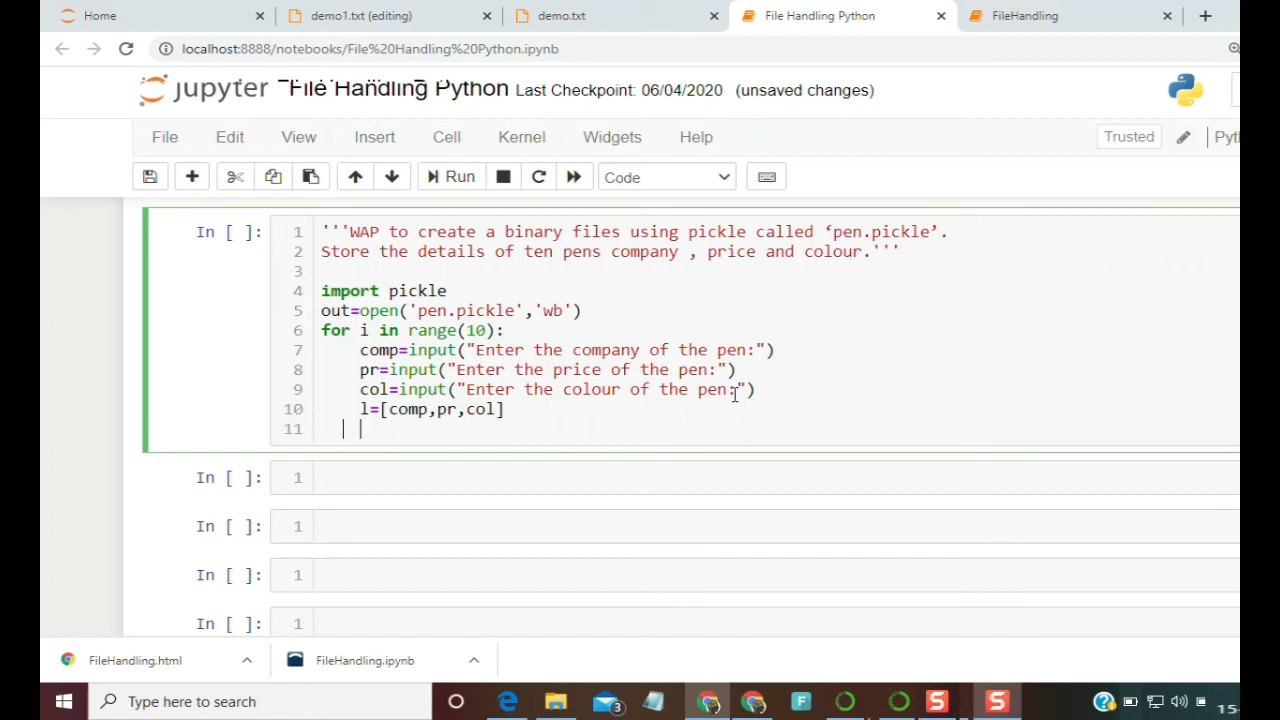 Home
demo1.txt (editing)
demo.txt
File Handling Python
FileHandling
localhost:8888/notebooks/File%20Handling%20Python.ipynb
jupyter File Handling Python Last Checkpoint: 06/04/2020 (unsaved changes)
File Edit View Insert Cell Kernel Widgets Help
Trusted
Run
Code
In [ ]:
1 '''WAP to create a binary files using pickle called ‘pen.pickle’.
2 Store the details of ten pens company , price and colour.'''
3
4 import pickle
5 out=open('pen.pickle','wb')
6 for i in range(10):
7     comp=input("Enter the company of the pen:")
8     pr=input("Enter the price of the pen:")
9     col=input("Enter the colour of the pen:")
10     l=[comp,pr,col]
11
In [ ]: 1
In [ ]: 1
In [ ]: 1
In [ ]: 1
FileHandling.html
FileHandling.ipynb
Type here to search
3